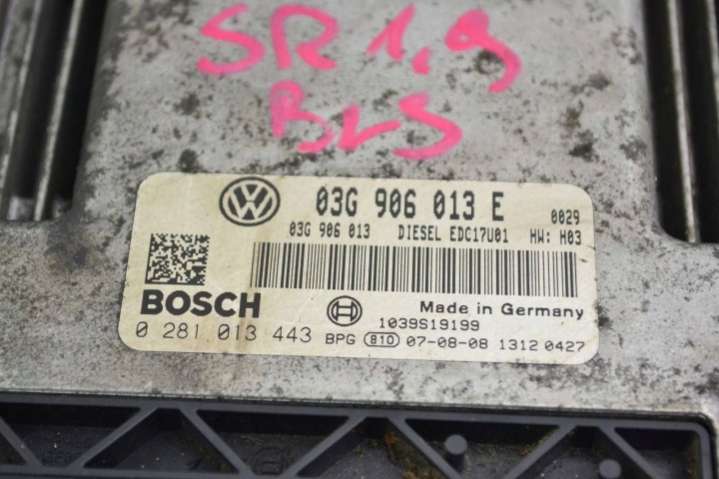 SR 1,9
BLS
03G 906 013 E 0029
03G 906 013 DIESEL EDC17U01 HW: H03
BOSCH
Made in Germany
1039S19199
0 281 013 443 BPG 810 07-08-08 1312 0427